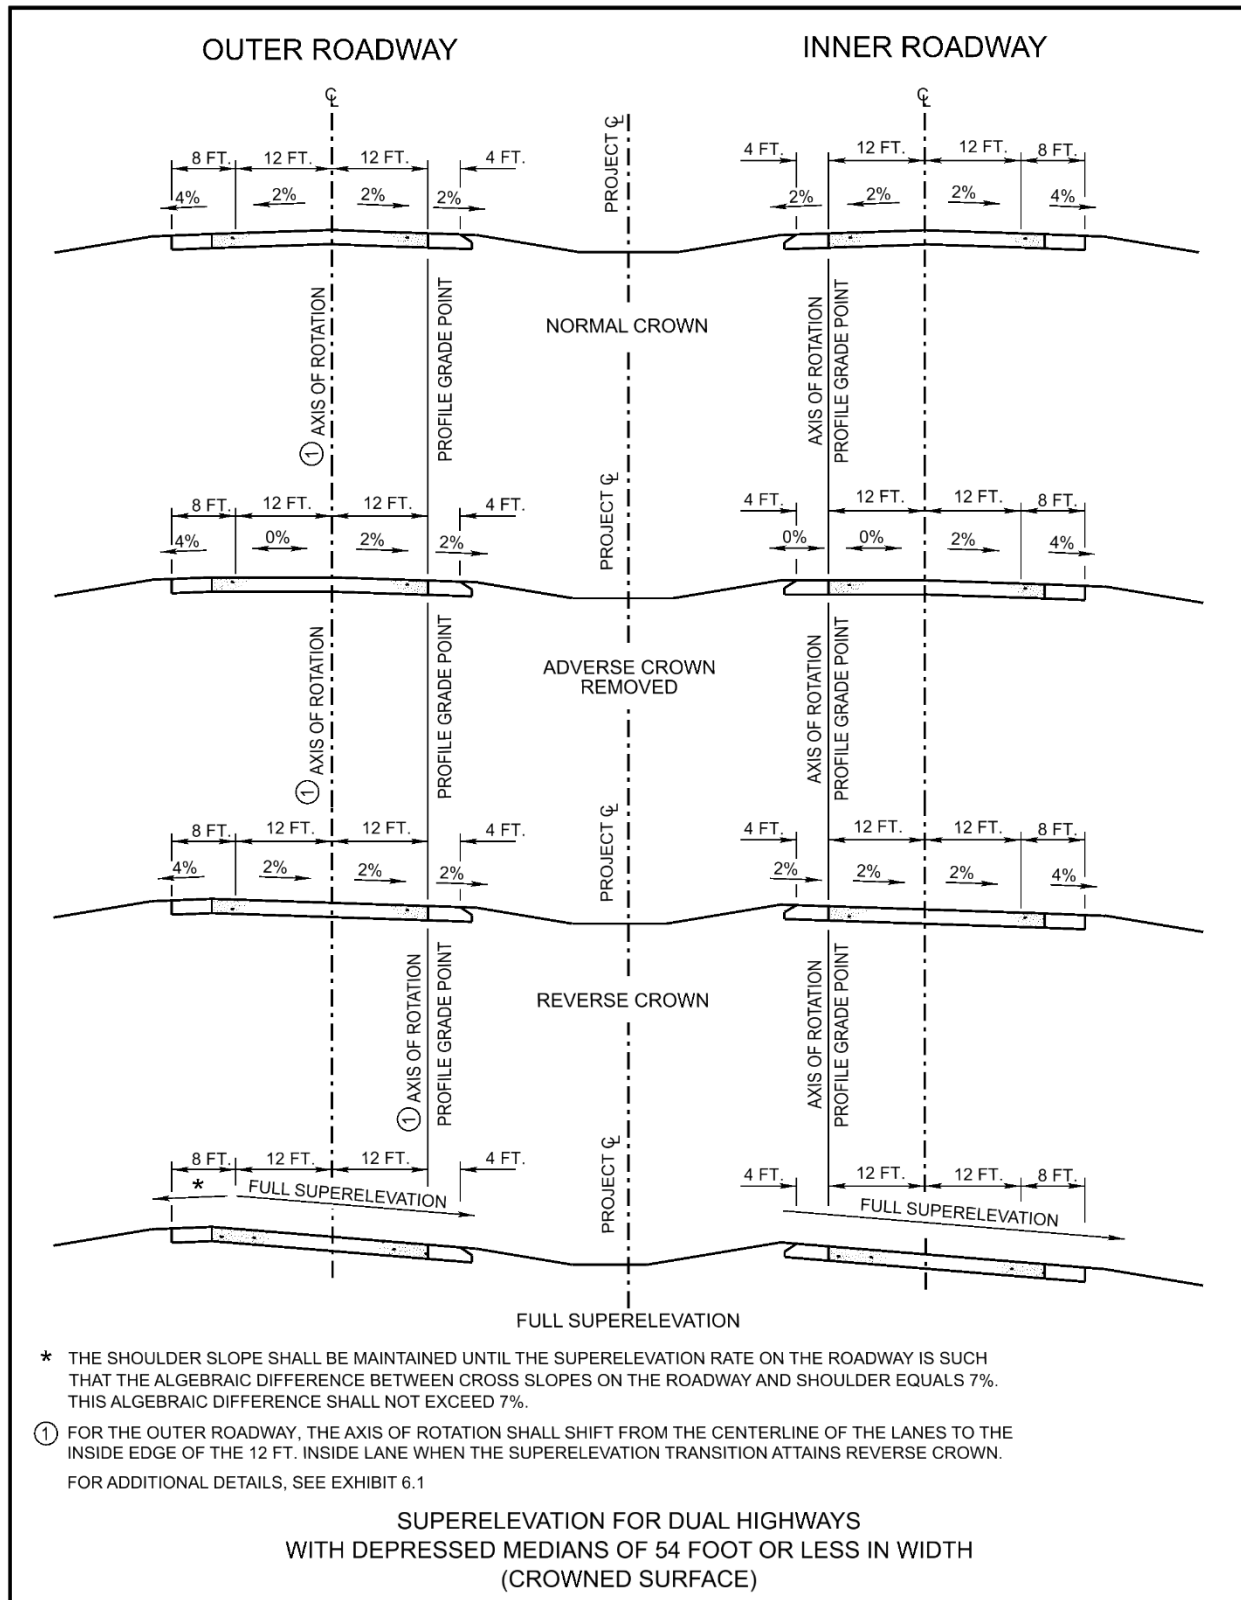 OUTER ROADWAY
INNER ROADWAY
℄
PROJECT ℄
℄
8 FT. 12 FT. 12 FT. 4 FT.
4 FT. 12 FT. 12 FT. 8 FT.
4% 2% 2% 2%
2% 2% 2% 4%
NORMAL CROWN
① AXIS OF ROTATION
PROFILE GRADE POINT
AXIS OF ROTATION
PROFILE GRADE POINT
PROJECT ℄
8 FT. 12 FT. 12 FT. 4 FT.
4 FT. 12 FT. 12 FT. 8 FT.
4% 0% 2% 2%
0% 0% 2% 4%
ADVERSE CROWN
REMOVED
① AXIS OF ROTATION
PROFILE GRADE POINT
AXIS OF ROTATION
PROFILE GRADE POINT
PROJECT ℄
8 FT. 12 FT. 12 FT. 4 FT.
4 FT. 12 FT. 12 FT. 8 FT.
4% 2% 2% 2%
2% 2% 2% 4%
REVERSE CROWN
① AXIS OF ROTATION
PROFILE GRADE POINT
AXIS OF ROTATION
PROFILE GRADE POINT
PROJECT ℄
8 FT. 12 FT. 12 FT. 4 FT.
4 FT. 12 FT. 12 FT. 8 FT.
* FULL SUPERELEVATION
FULL SUPERELEVATION
FULL SUPERELEVATION
* THE SHOULDER SLOPE SHALL BE MAINTAINED UNTIL THE SUPERELEVATION RATE ON THE ROADWAY IS SUCH
THAT THE ALGEBRAIC DIFFERENCE BETWEEN CROSS SLOPES ON THE ROADWAY AND SHOULDER EQUALS 7%.
THIS ALGEBRAIC DIFFERENCE SHALL NOT EXCEED 7%.
① FOR THE OUTER ROADWAY, THE AXIS OF ROTATION SHALL SHIFT FROM THE CENTERLINE OF THE LANES TO THE
INSIDE EDGE OF THE 12 FT. INSIDE LANE WHEN THE SUPERELEVATION TRANSITION ATTAINS REVERSE CROWN.
FOR ADDITIONAL DETAILS, SEE EXHIBIT 6.1
SUPERELEVATION FOR DUAL HIGHWAYS
WITH DEPRESSED MEDIANS OF 54 FOOT OR LESS IN WIDTH
(CROWNED SURFACE)